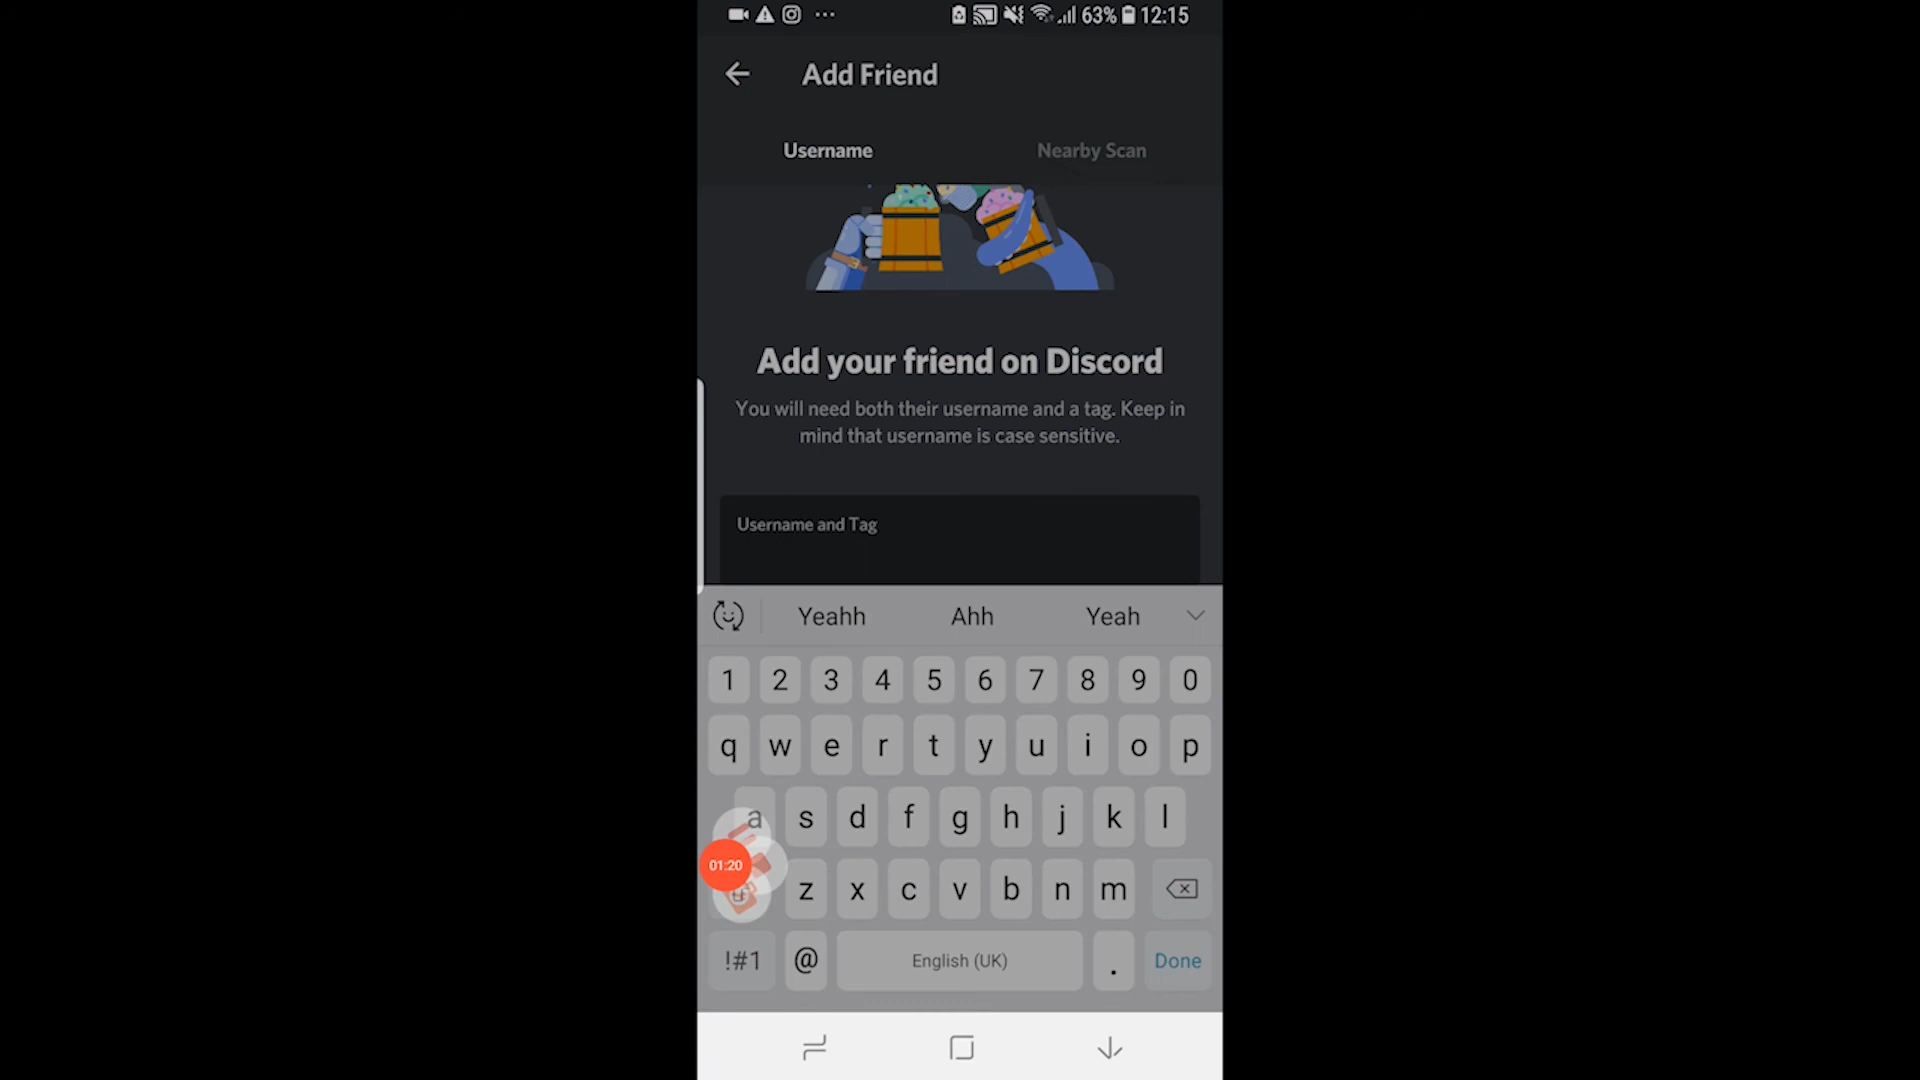 63% 12:15
Add Friend
Username Nearby Scan
Add your friend on Discord
You will need both their username and a tag. Keep in
mind that username is case sensitive.
Username and Tag
Yeahh Ahh Yeah
1 2 3 4 5 6 7 8 9 0
q w e r t y u i o p
a s d f g h j k l
01:20
z x c v b n m
!#1 @ English (UK) . Done